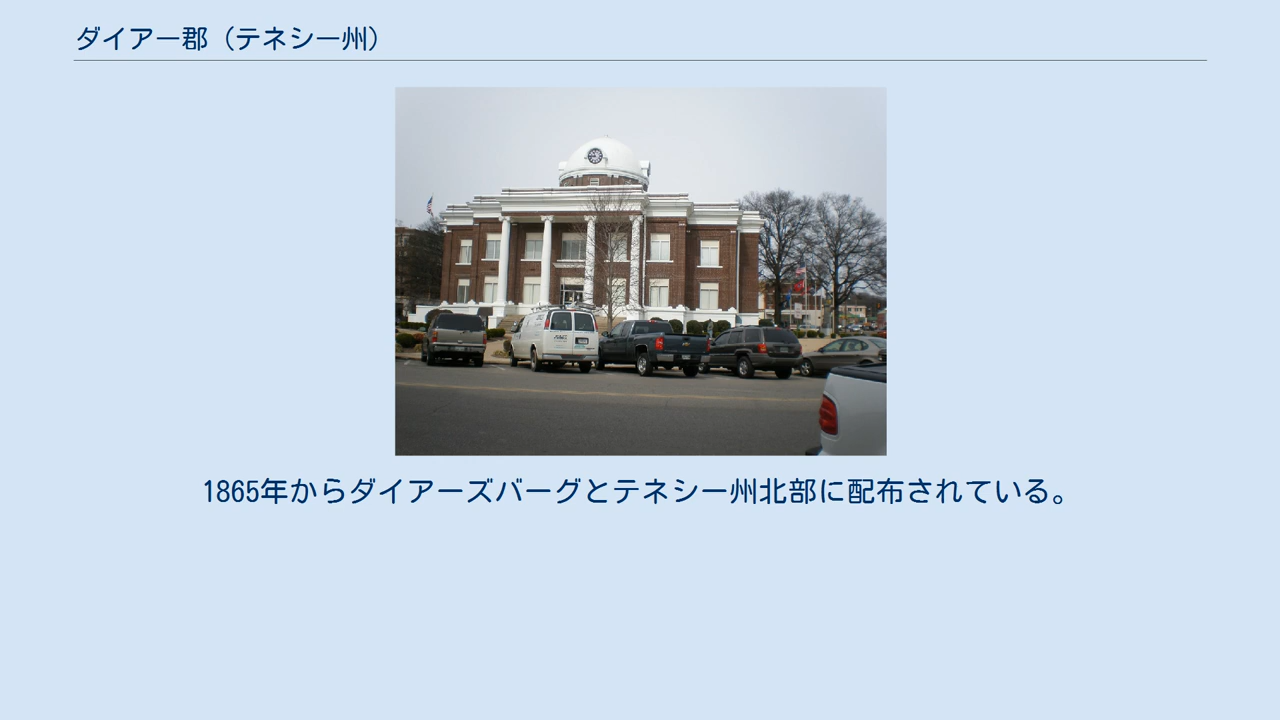 ダイアー郡（テネシー州）
1865年からダイアーズバーグとテネシー州北部に配布されている。